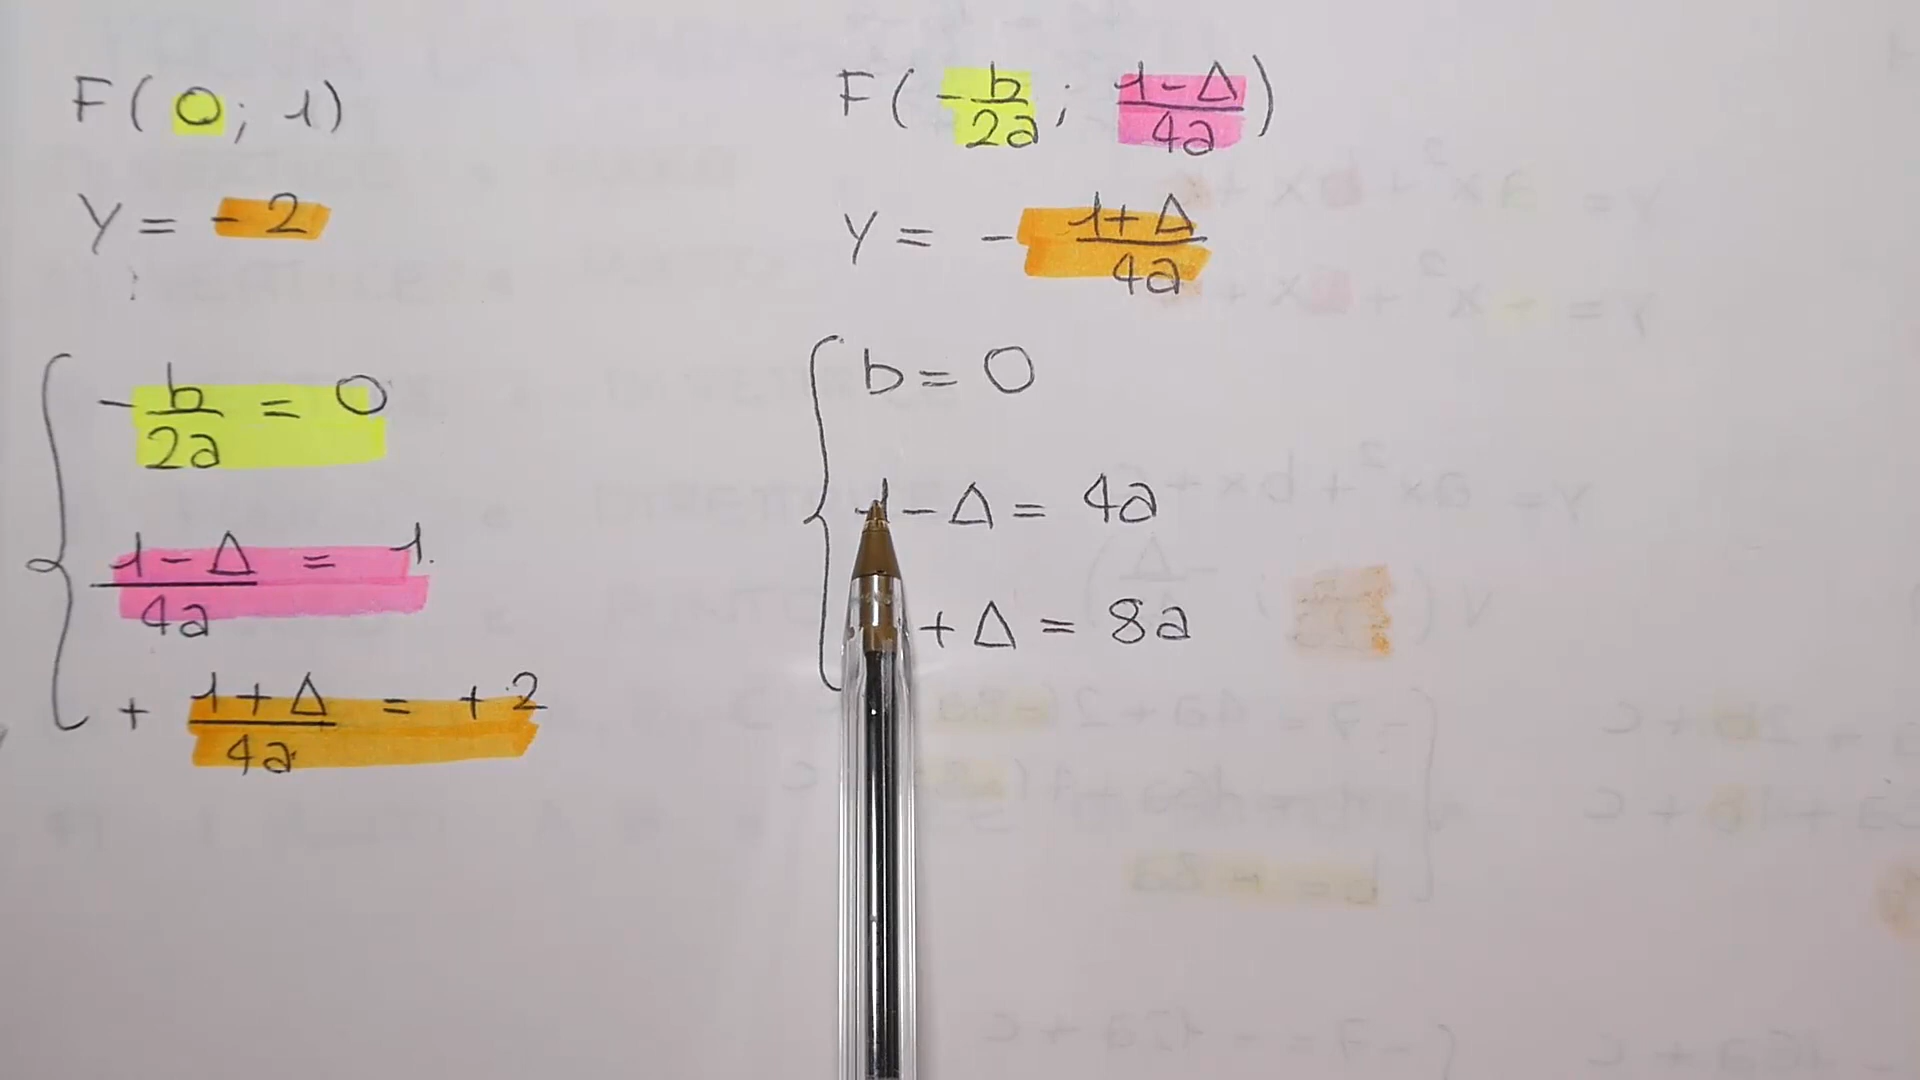 F(0; 1)
Y = -2
-b/2a = 0
1-Δ/4a = 1
+ 1+Δ/4a = +2
F(-b/2a; 1-Δ/4a)
Y = - 1+Δ/4a
b = 0
1-Δ = 4a
+Δ = 8a